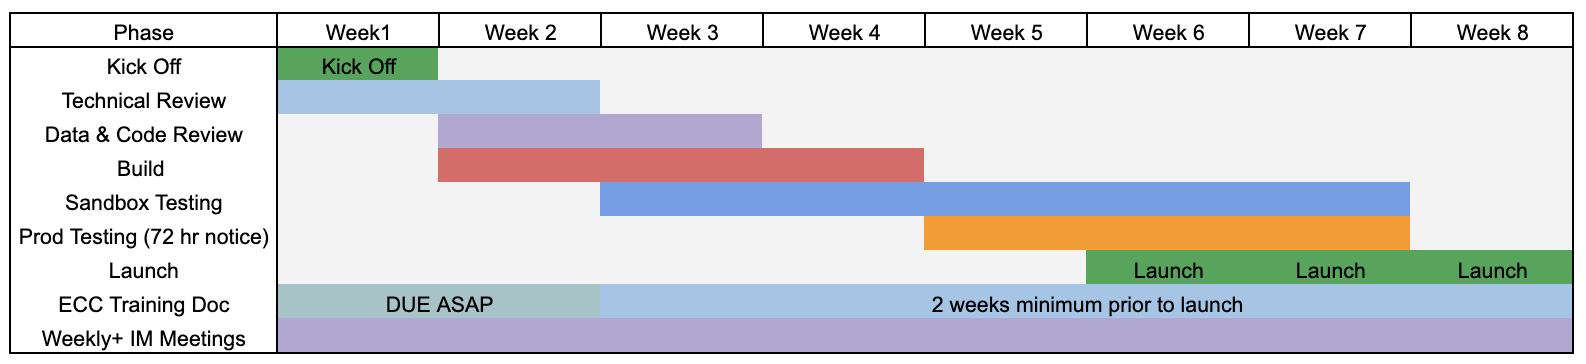 Phase Week1 Week 2 Week 3 Week 4 Week 5 Week 6 Week 7 Week 8
Kick Off Kick Off
Technical Review
Data & Code Review
Build
Sandbox Testing
Prod Testing (72 hr notice)
Launch Launch Launch Launch
ECC Training Doc DUE ASAP 2 weeks minimum prior to launch
Weekly+ IM Meetings